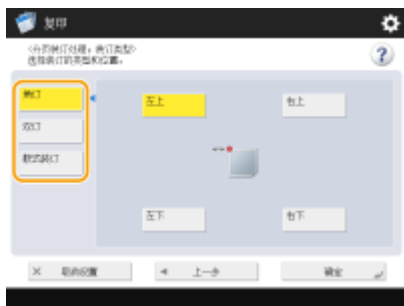 复印
<分页装订处理：装订类型>
选择装订的类型和位置。
装订
双订
鞍式装订
左上
右上
左下
右下
取消设置
上一步
确定